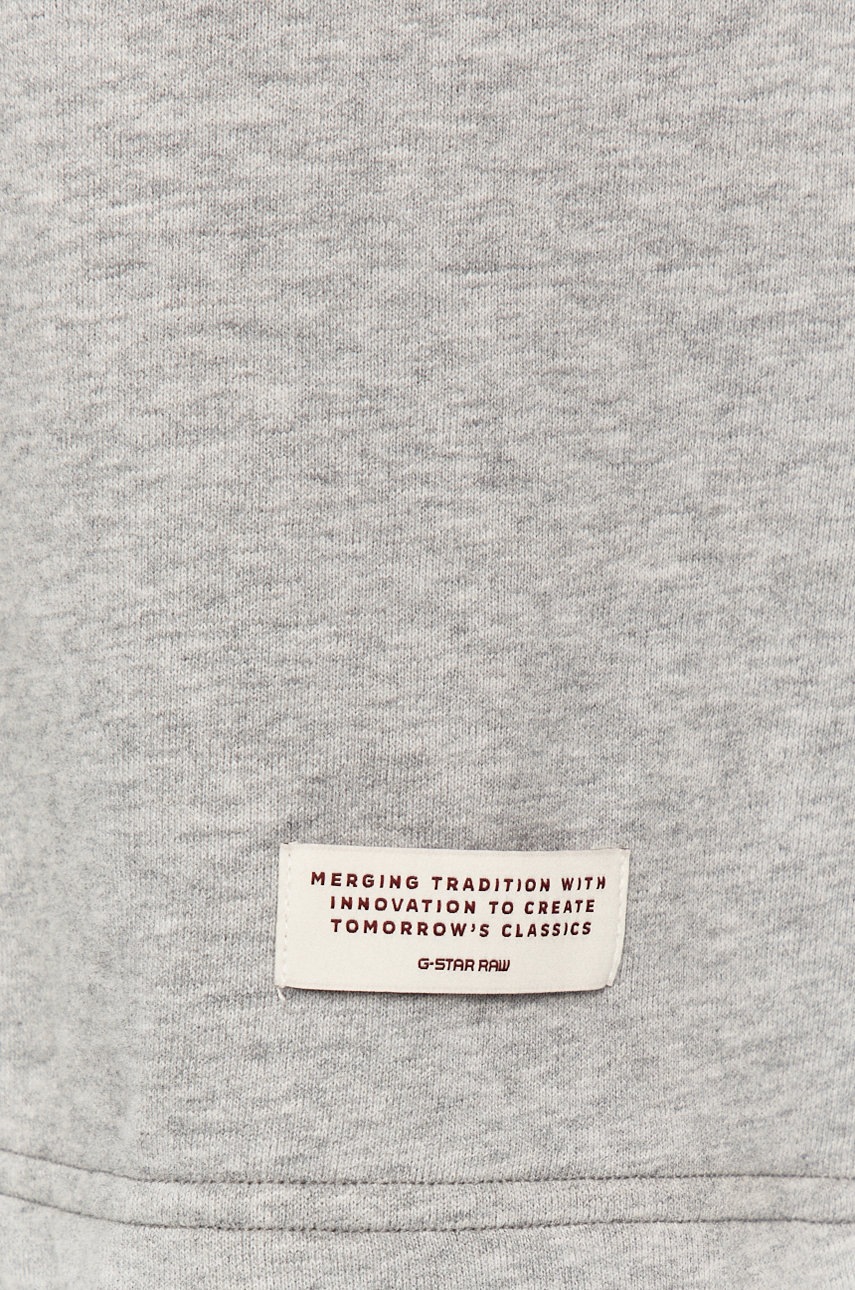 MERGING TRADITION WITH
INNOVATION TO CREATE
TOMORROW'S CLASSICS
G-STAR RAW